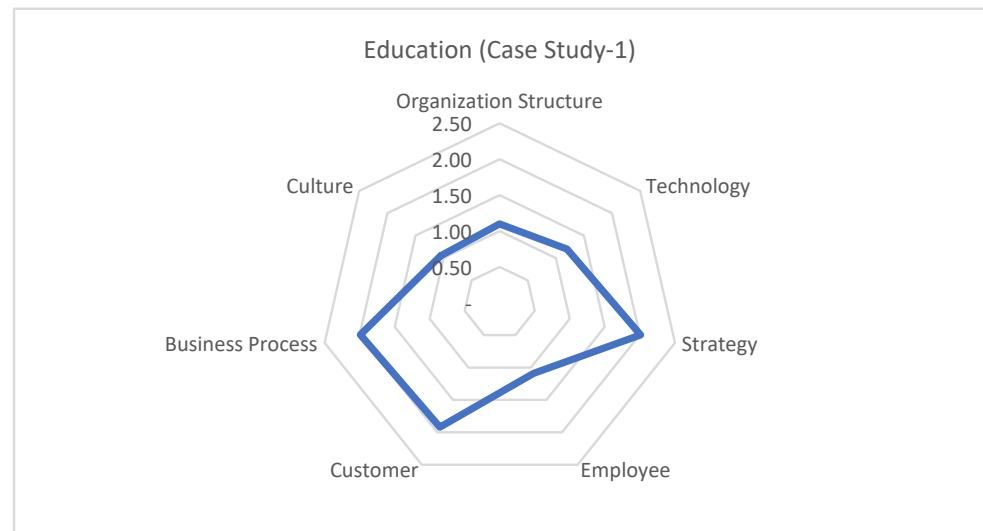 Education (Case Study-1)
Organization Structure
2.50
2.00
Culture
Technology
1.50
1.00
0.50
-
Business Process
Strategy
Customer
Employee